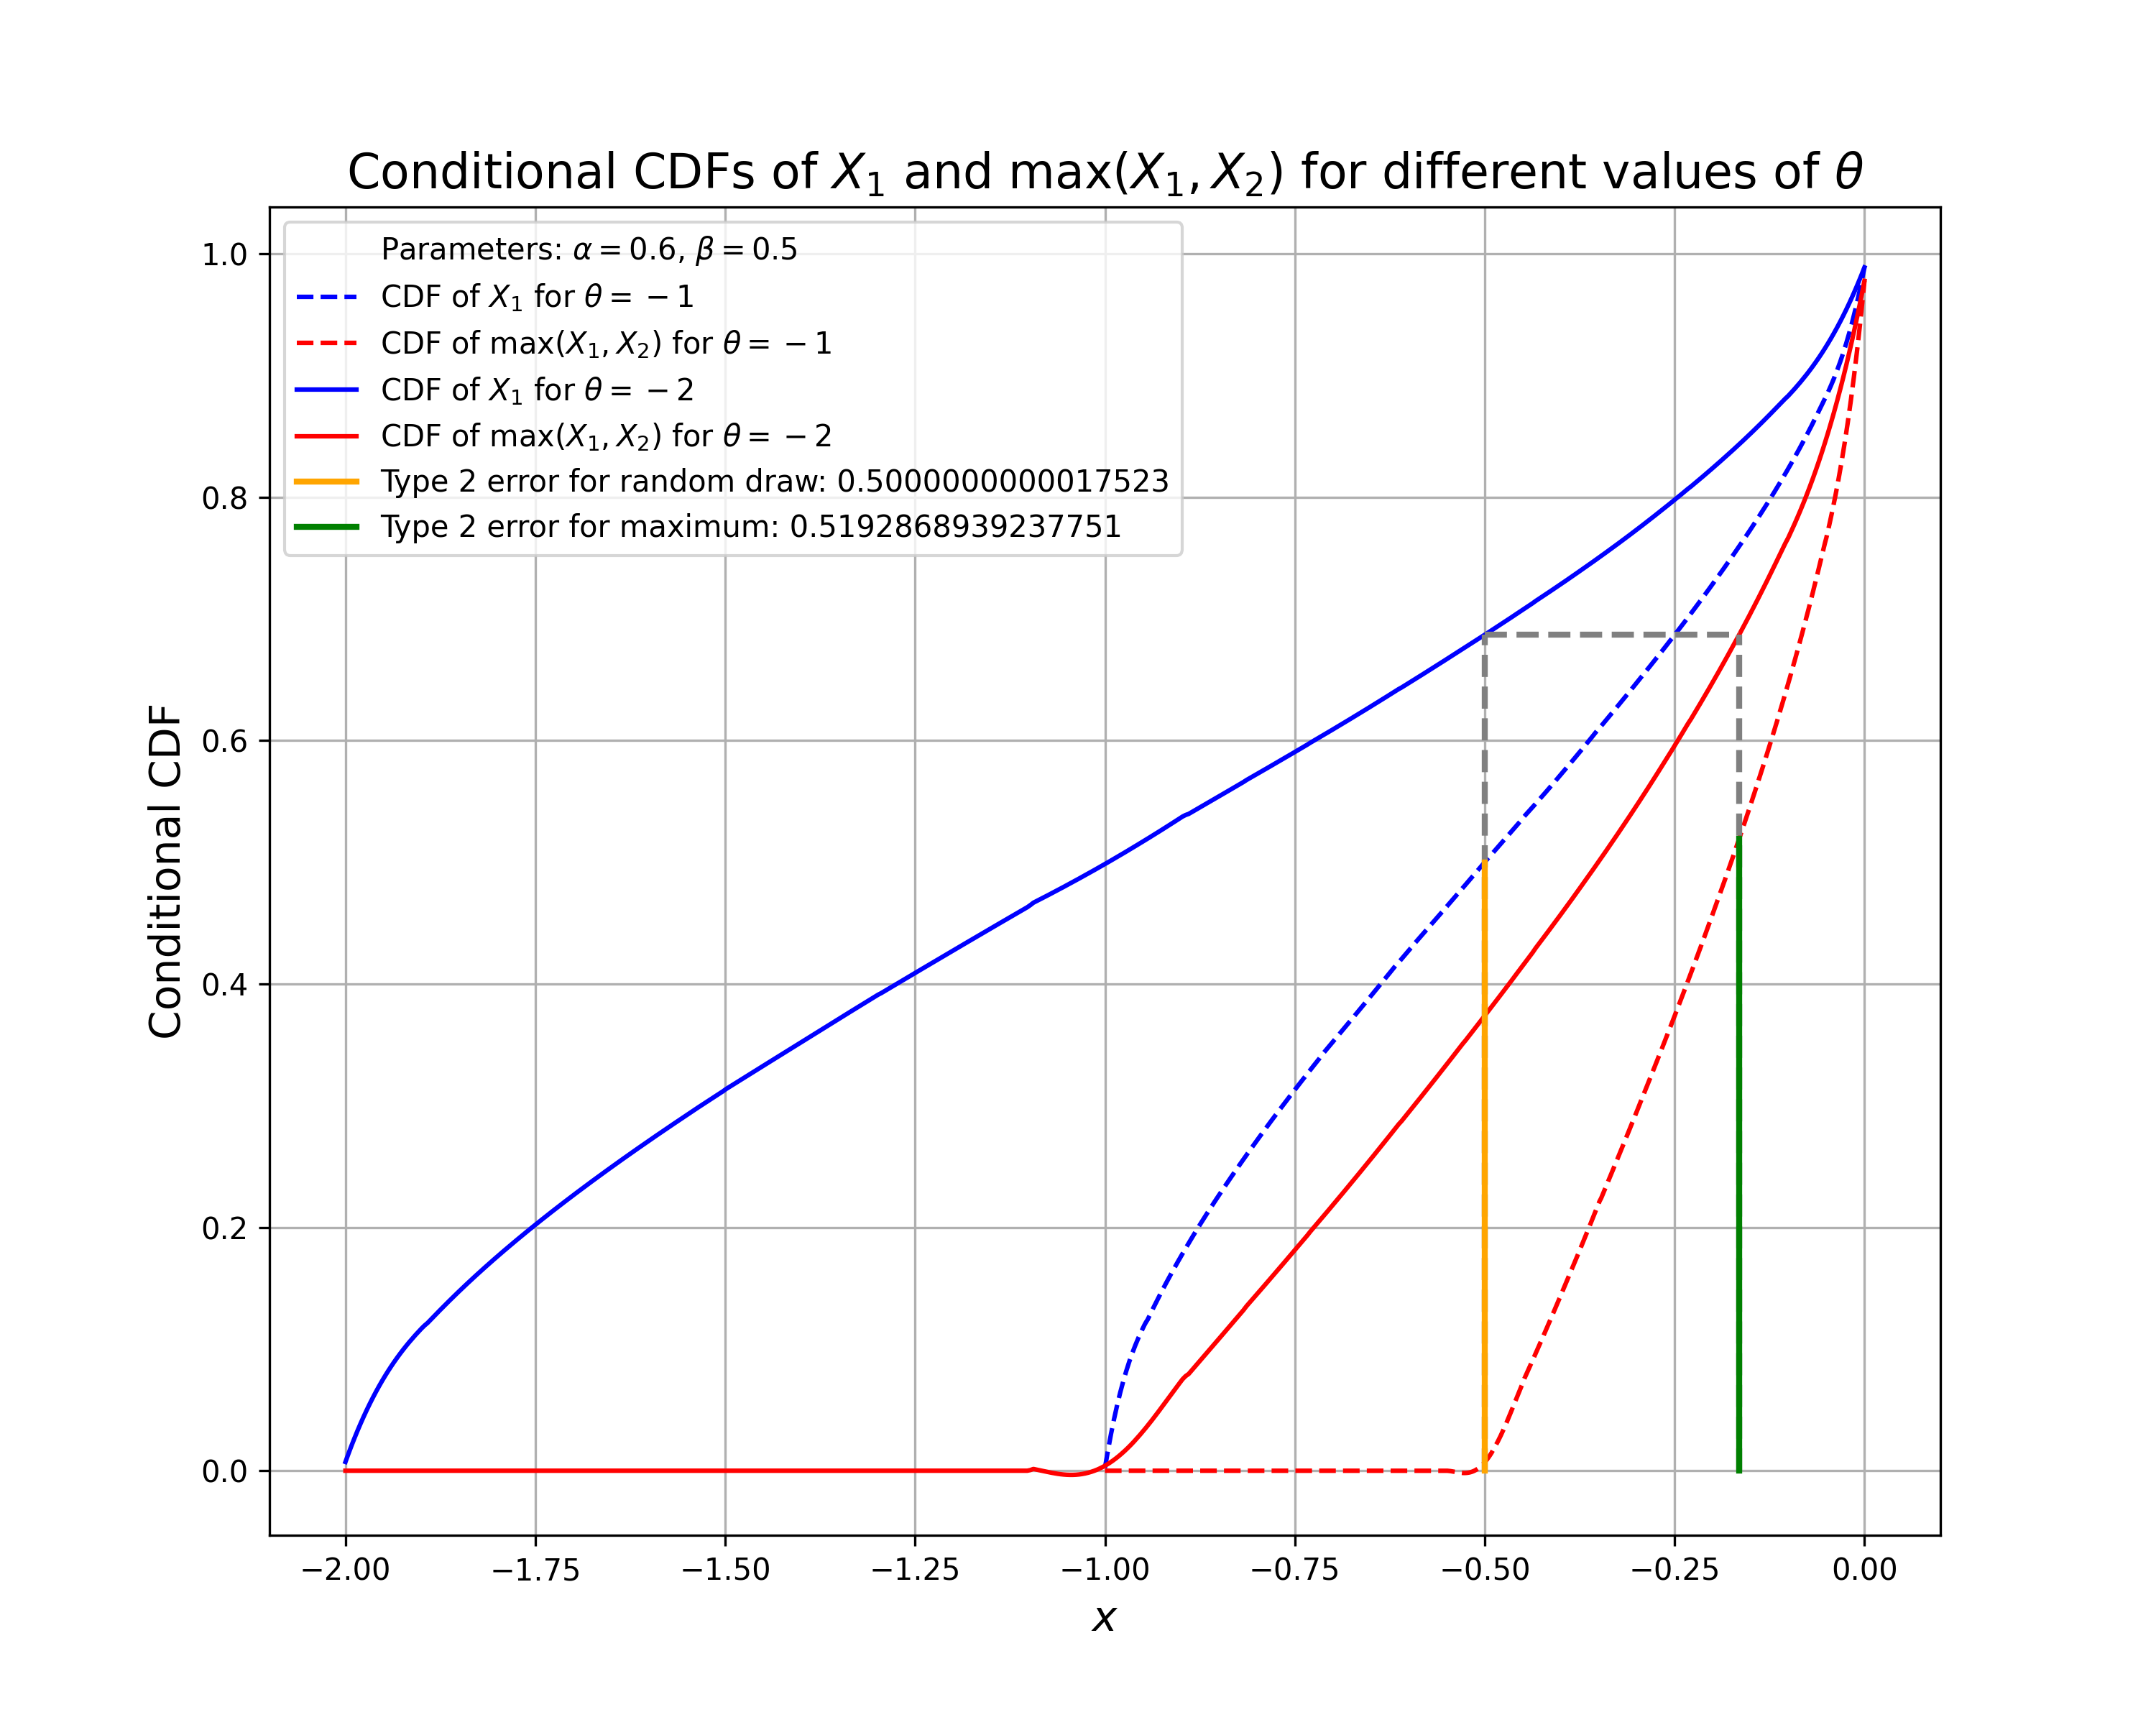 Conditional CDFs of X₁ and max(X₁, X₂) for different values of θ
Parameters: α = 0.6, β = 0.5
CDF of X₁ for θ = −1
CDF of max(X₁, X₂) for θ = −1
CDF of X₁ for θ = −2
CDF of max(X₁, X₂) for θ = −2
Type 2 error for random draw: 0.5000000000017523
Type 2 error for maximum: 0.5192868939237751
Conditional CDF
1.0
0.8
0.6
0.4
0.2
0.0
−2.00 −1.75 −1.50 −1.25 −1.00 −0.75 −0.50 −0.25 0.00
x